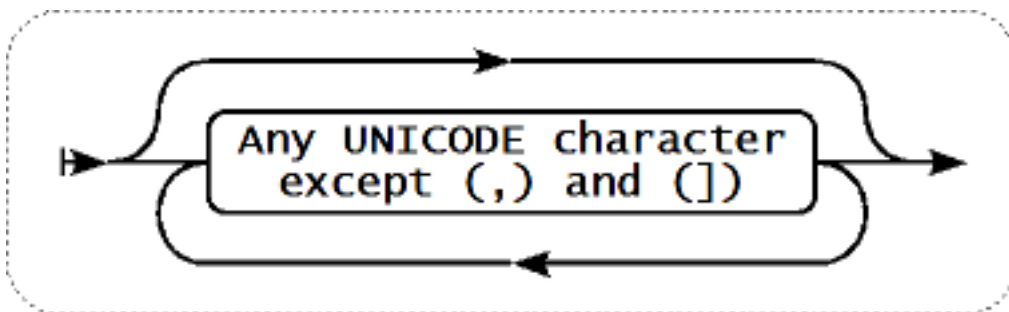 Any UNICODE character
except (,) and (])